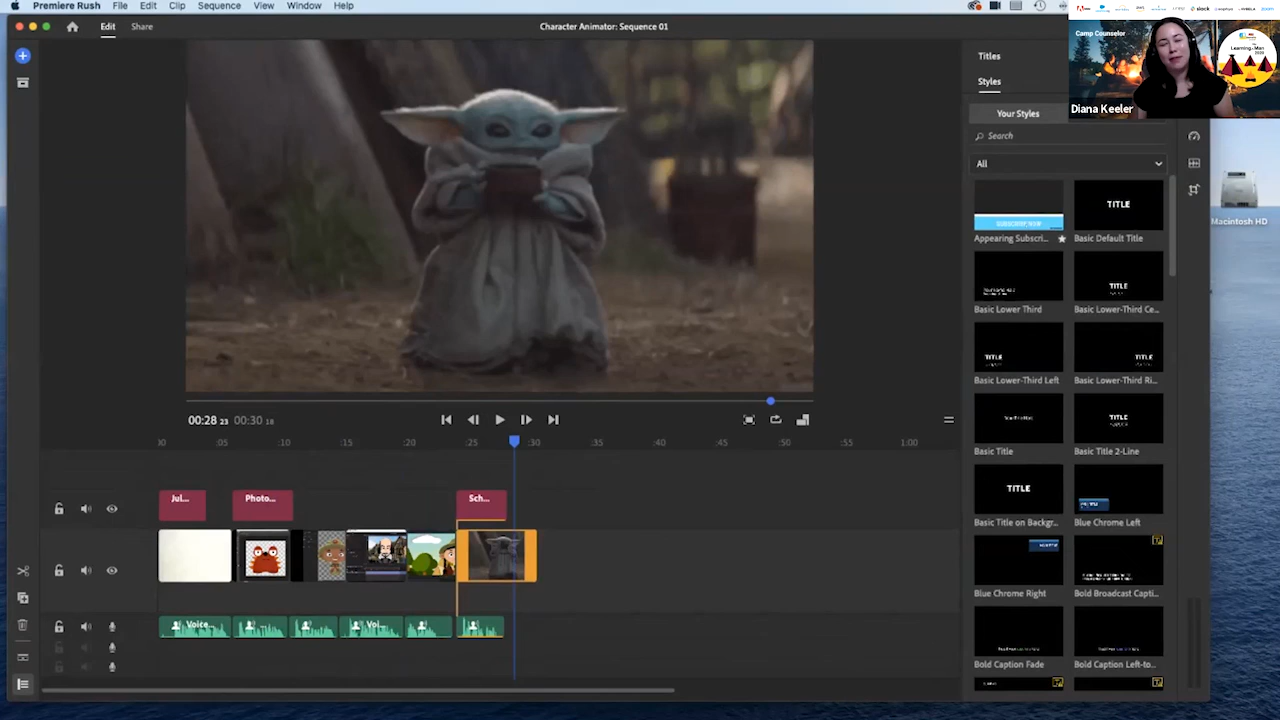 Premiere Rush File Edit Clip Sequence View Window Help
Edit Share
Character Animator: Sequence 01
Camp Counselor
slack
Learning Man
Diana Keeler
Titles
Styles
Your Styles
Search
All
SUBSCRIBE NOW
TITLE
Appearing Subscri...
Basic Default Title
TITLE
Basic Lower Third
Basic Lower-Third Ce...
TITLE
TITLE
Basic Lower-Third Left
Basic Lower-Third Ri...
TITLE
Basic Title
Basic Title 2-Line
TITLE
Basic Title on Backgr...
Blue Chrome Left
Blue Chrome Right
Bold Broadcast Capti...
Bold Caption Fade
Bold Caption Left-to...
Macintosh HD
00:28 23 00:30 18
:00 :05 :10 :15 :20 :25 :30 :35 :40 :45 :50 :55 1:00
Jul... Photo... Sch...
Voice... Voi...